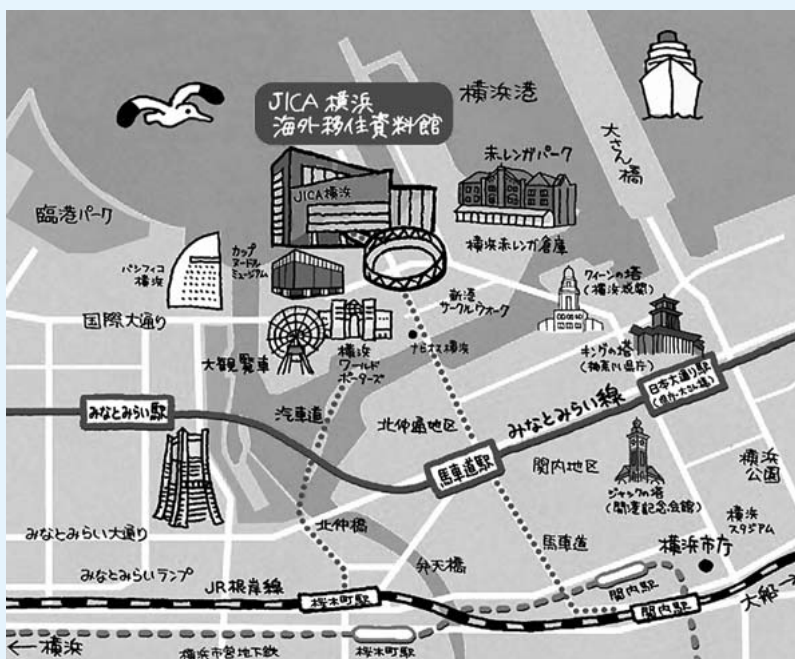 JICA 横浜
海外移住資料館
横浜港
大さん橋
赤レンガパーク
JICA横浜
臨港パーク
パシフィコ
横浜
カップ
ヌードル
ミュージアム
横浜赤レンガ倉庫
クイーンの塔
(横浜税関)
新港
サークルウォーク
国際大通り
大観覧車
横浜
ワールド
ポーターズ
ナビオス横浜
キングの塔
(神奈川県庁)
日本大通り駅
(県庁・大さん橋)
みなとみらい駅
汽車道
北仲通地区
みなとみらい線
馬車道駅
関内地区
横浜
公園
ジャックの塔
(開港記念会館)
横浜
スタジアム
みなとみらい大通り
北仲橋
馬車道
横浜市庁
みなとみらいランプ
弁天橋
JR根岸線
桜木町駅
関内駅
関内駅
大船→
←横浜
横浜市営地下鉄
桜木町駅